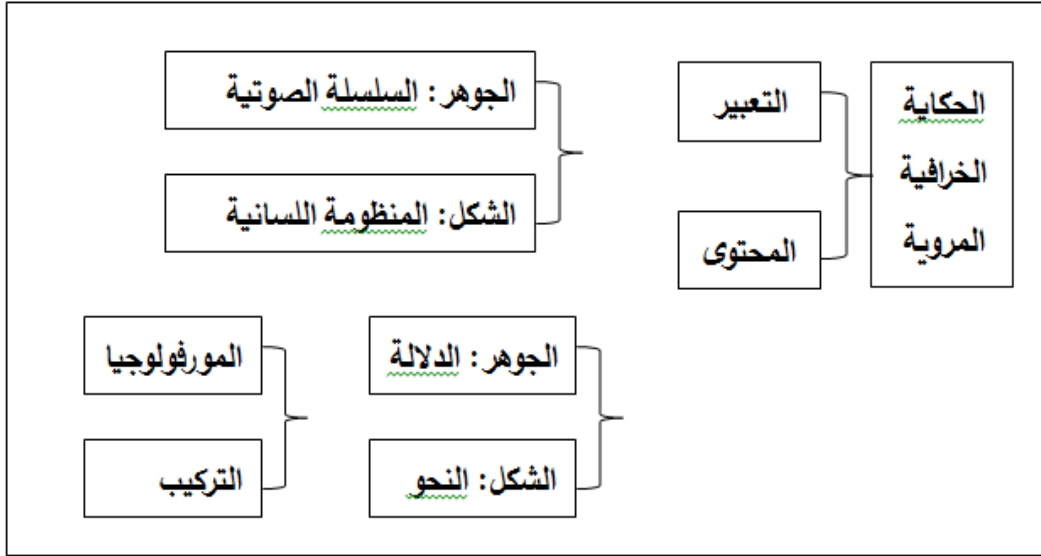 الحكاية
الخرافية
المروية
التعبير
المحتوى
الجوهر: السلسلة الصوتية
الشكل: المنظومة اللسانية
الجوهر: الدلالة
الشكل: النحو
المورفولوجيا
التركيب